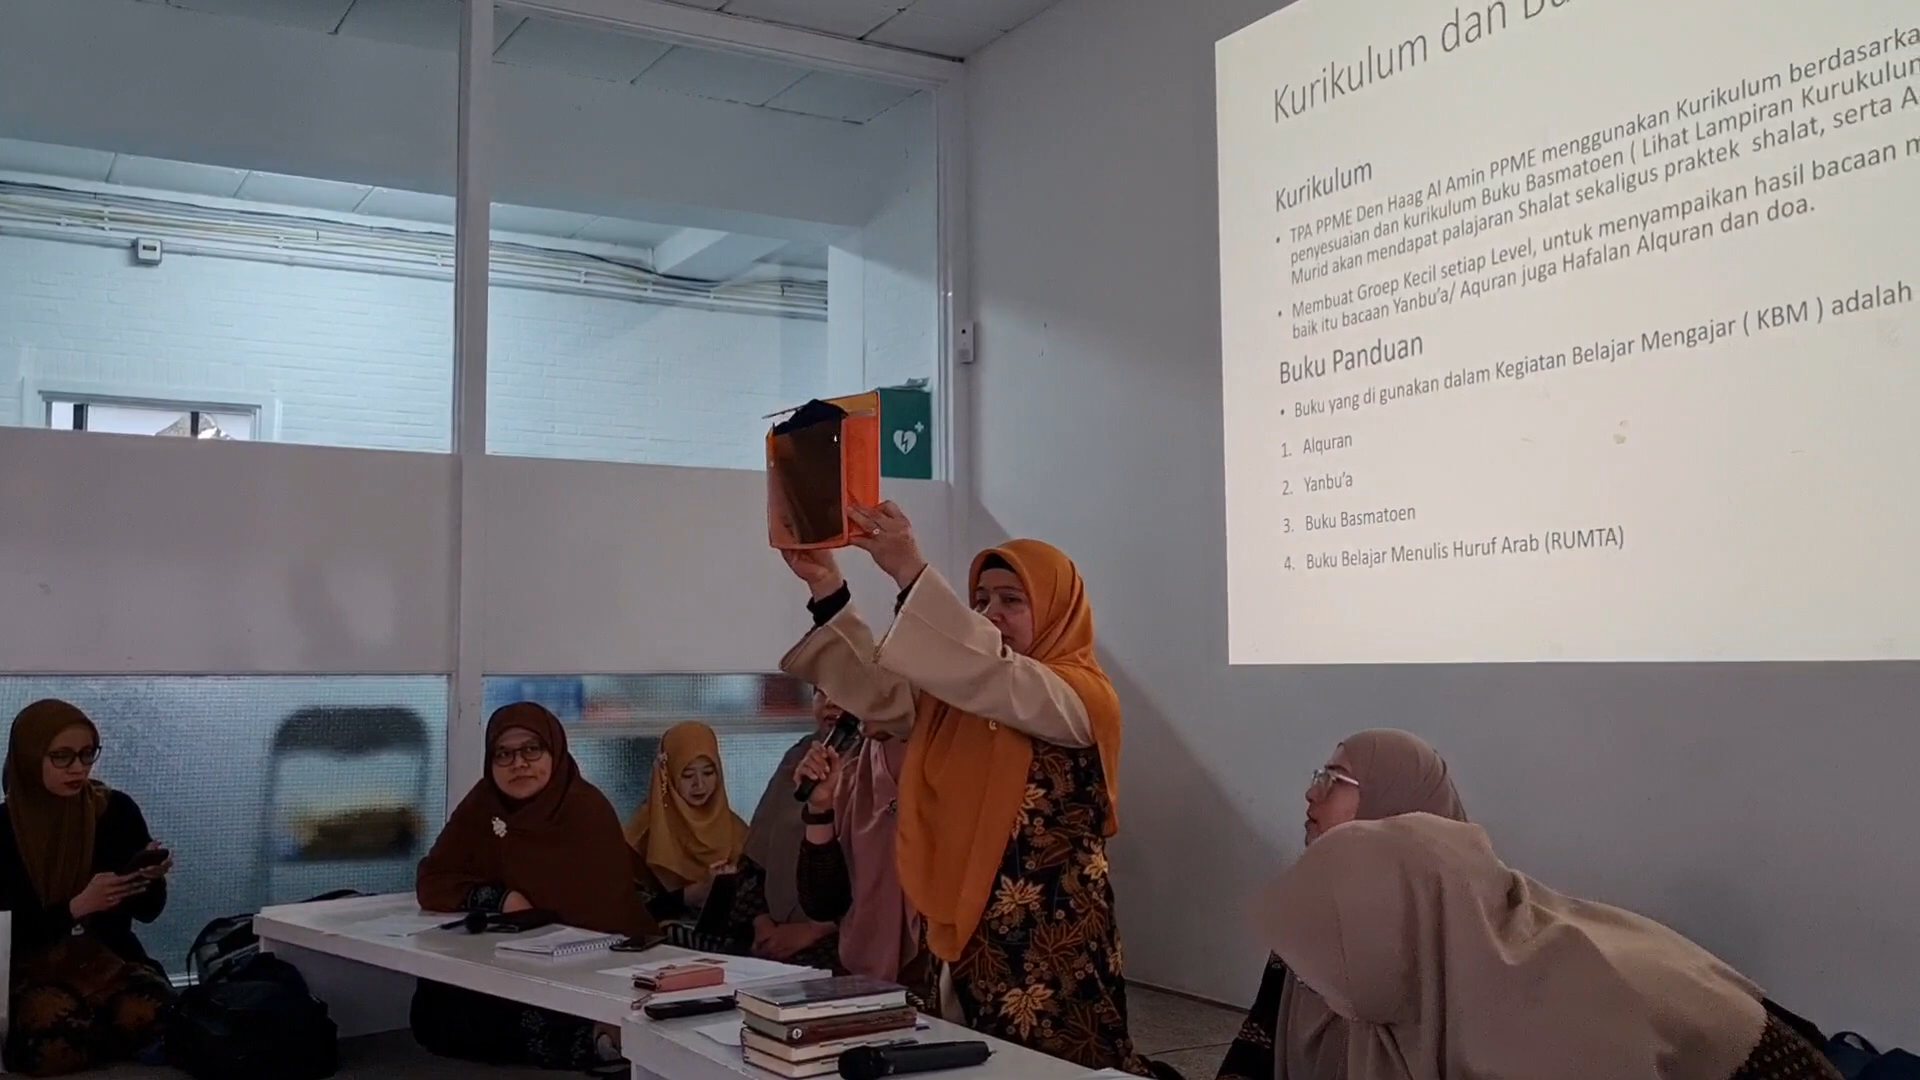 Kurikulum dan
Kurikulum
• TPA PPME Den Haag Al Amin PPME menggunakan Kurikulum berdasarka
penyesuaian dan kurikulum Buku Basmatoen ( Lihat Lampiran Kurukulum
Murid akan mendapat palajaran Shalat sekaligus praktek shalat, serta A
• Membuat Groep Kecil setiap Level, untuk menyampaikan hasil bacaan m
baik itu bacaan Yanbu'a/ Aquran juga Hafalan Alquran dan doa.
Buku Panduan
• Buku yang di gunakan dalam Kegiatan Belajar Mengajar ( KBM ) adalah
1. Alquran
2. Yanbu'a
3. Buku Basmatoen
4. Buku Belajar Menulis Huruf Arab (RUMTA)